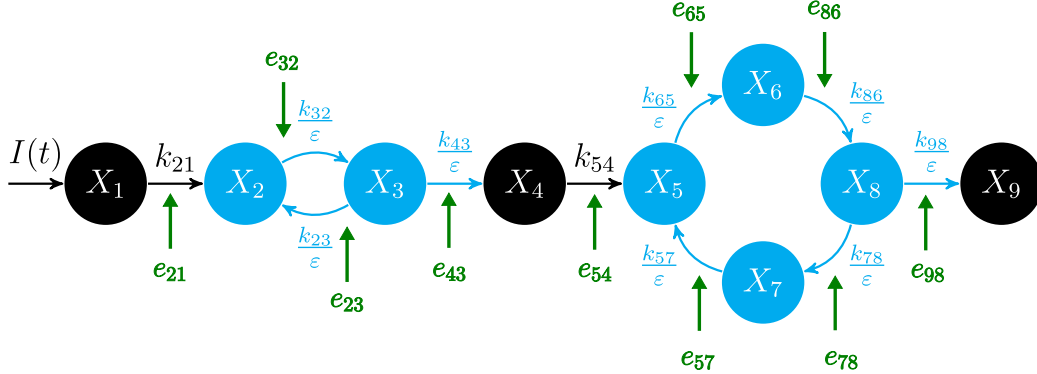 e₆₅ e₈₆
e₃₂
X₆
k₃₂/ε k₆₅/ε k₈₆/ε
I(t) k₂₁ k₄₃/ε k₅₄ k₉₈/ε
X₁ X₂ X₃ X₄ X₅ X₈ X₉
k₂₃/ε k₅₇/ε k₇₈/ε
e₂₁ e₄₃ e₅₄ e₉₈
X₇
e₂₃
e₅₇ e₇₈